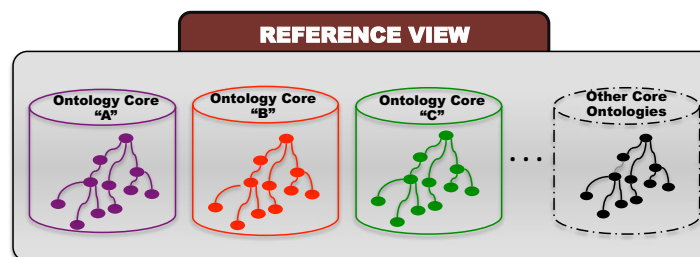 REFERENCE VIEW
Ontology Core
“A”
Ontology Core
“B”
Ontology Core
“C”
Other Core
Ontologies
...